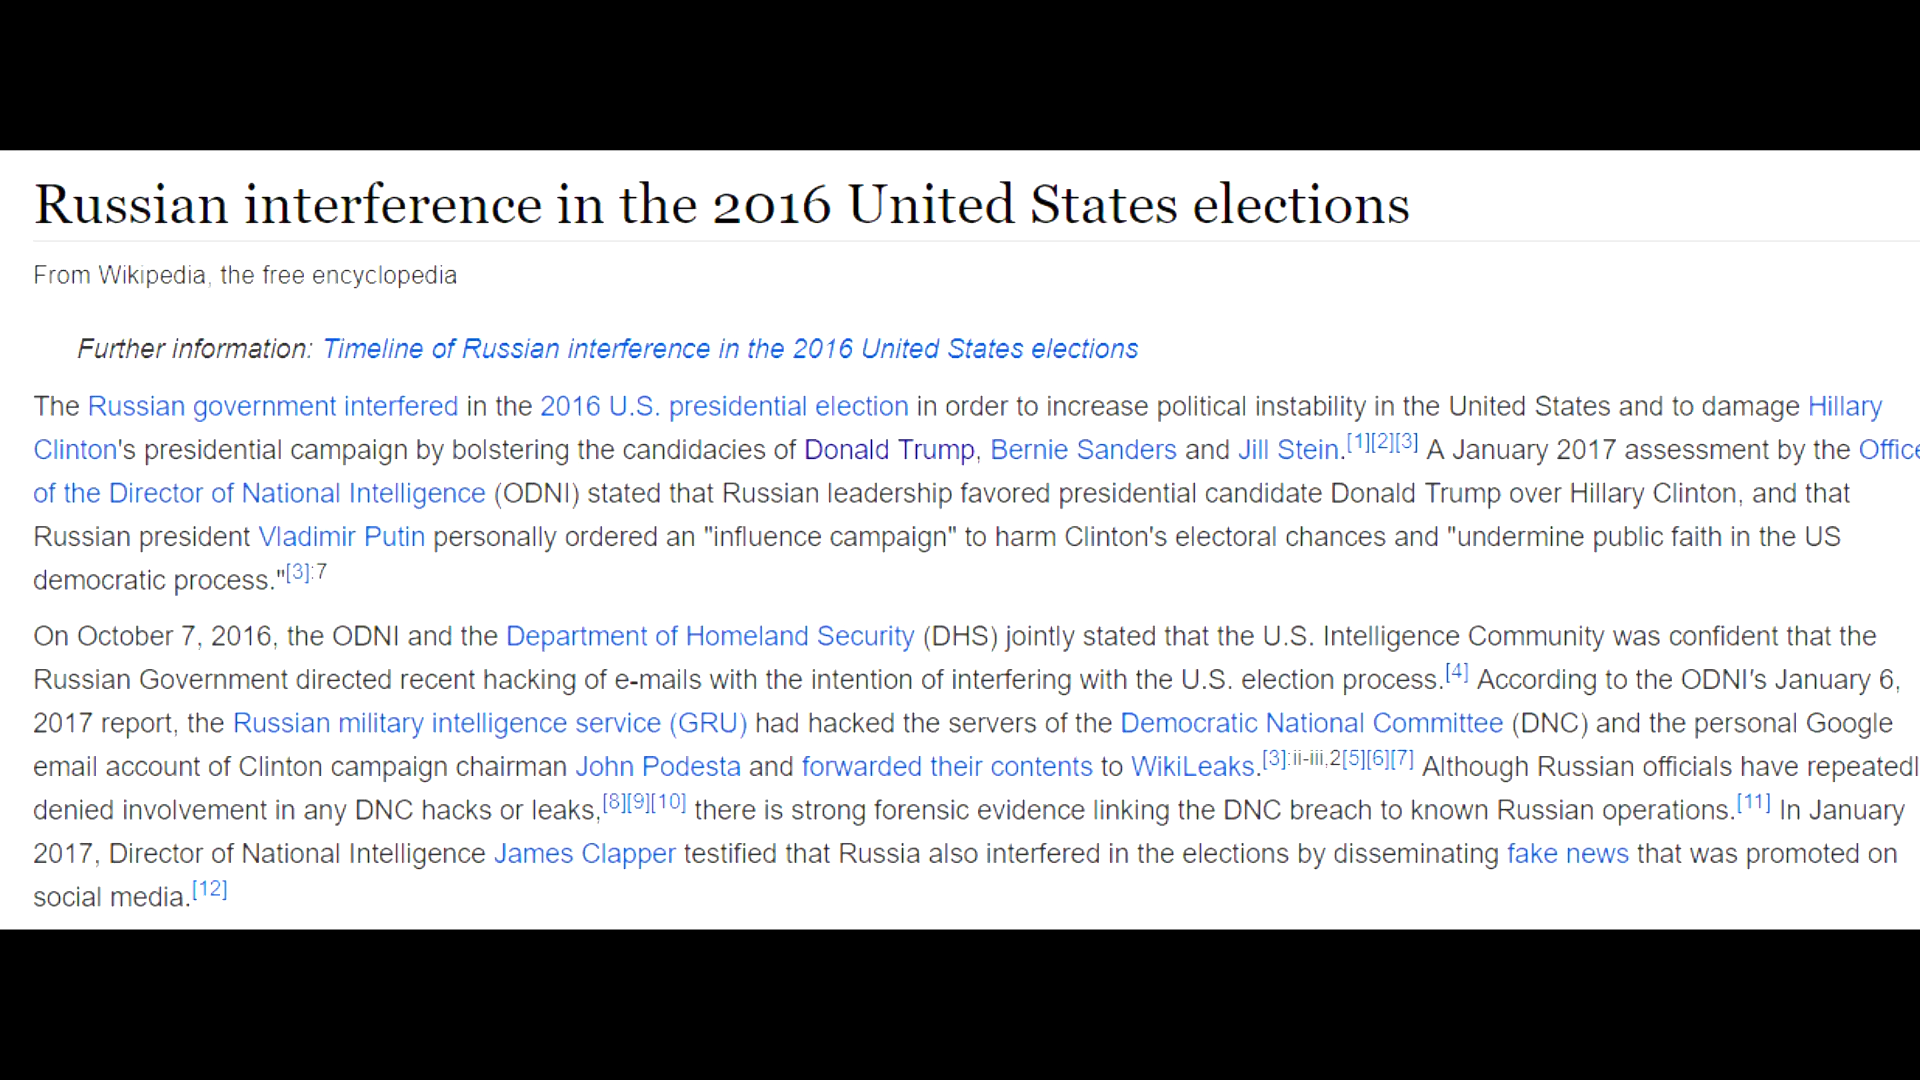 Russian interference in the 2016 United States elections
From Wikipedia, the free encyclopedia
Further information: Timeline of Russian interference in the 2016 United States elections
The Russian government interfered in the 2016 U.S. presidential election in order to increase political instability in the United States and to damage Hillary
Clinton's presidential campaign by bolstering the candidacies of Donald Trump, Bernie Sanders and Jill Stein.[1][2][3] A January 2017 assessment by the Office
of the Director of National Intelligence (ODNI) stated that Russian leadership favored presidential candidate Donald Trump over Hillary Clinton, and that
Russian president Vladimir Putin personally ordered an "influence campaign" to harm Clinton's electoral chances and "undermine public faith in the US
democratic process."[3]:7
On October 7, 2016, the ODNI and the Department of Homeland Security (DHS) jointly stated that the U.S. Intelligence Community was confident that the
Russian Government directed recent hacking of e-mails with the intention of interfering with the U.S. election process.[4] According to the ODNI's January 6,
2017 report, the Russian military intelligence service (GRU) had hacked the servers of the Democratic National Committee (DNC) and the personal Google
email account of Clinton campaign chairman John Podesta and forwarded their contents to WikiLeaks.[3]:ii-iii,2[5][6][7] Although Russian officials have repeatedl
denied involvement in any DNC hacks or leaks,[8][9][10] there is strong forensic evidence linking the DNC breach to known Russian operations.[11] In January
2017, Director of National Intelligence James Clapper testified that Russia also interfered in the elections by disseminating fake news that was promoted on
social media.[12]